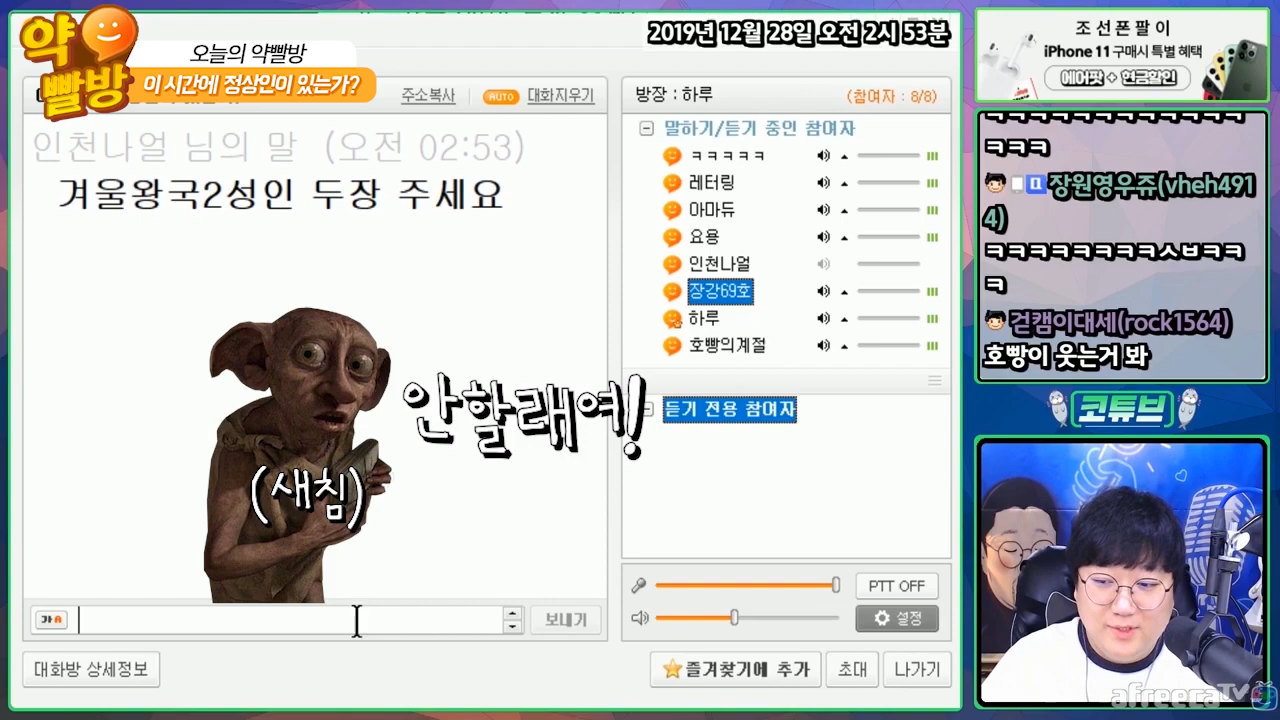 약
빨방
오늘의 약빨방
이 시간에 정상인이 있는가?
2019년 12월 28일 오전 2시 53분
조선폰팔이
iPhone 11 구매시 특별 혜택
에어팟 + 현금할인
주소복사
AUTO 대화지우기
인천나얼 님의 말 (오전 02:53)
겨울왕국2성인 두장 주세요
안할래예!
(새침)
방장 : 하루
(참여자 : 8/8)
말하기/듣기 중인 참여자
ㅋㅋㅋㅋㅋ
레터링
아마듀
요용
인천나얼
장강69호
하루
호빵의계절
듣기 전용 참여자
PTT OFF
설정
가A
보내기
대화방 상세정보
즐겨찾기에 추가
초대
나가기
ㅋㅋㅋ
장원영우쥬(vheh491
4)
ㅋㅋㅋㅋㅋㅋㅋㅋㅅㅂㅋㅋ
ㅋ
걷캠이대세(rock1564)
호빵이 웃는거 봐
코튜브
afreecaTV